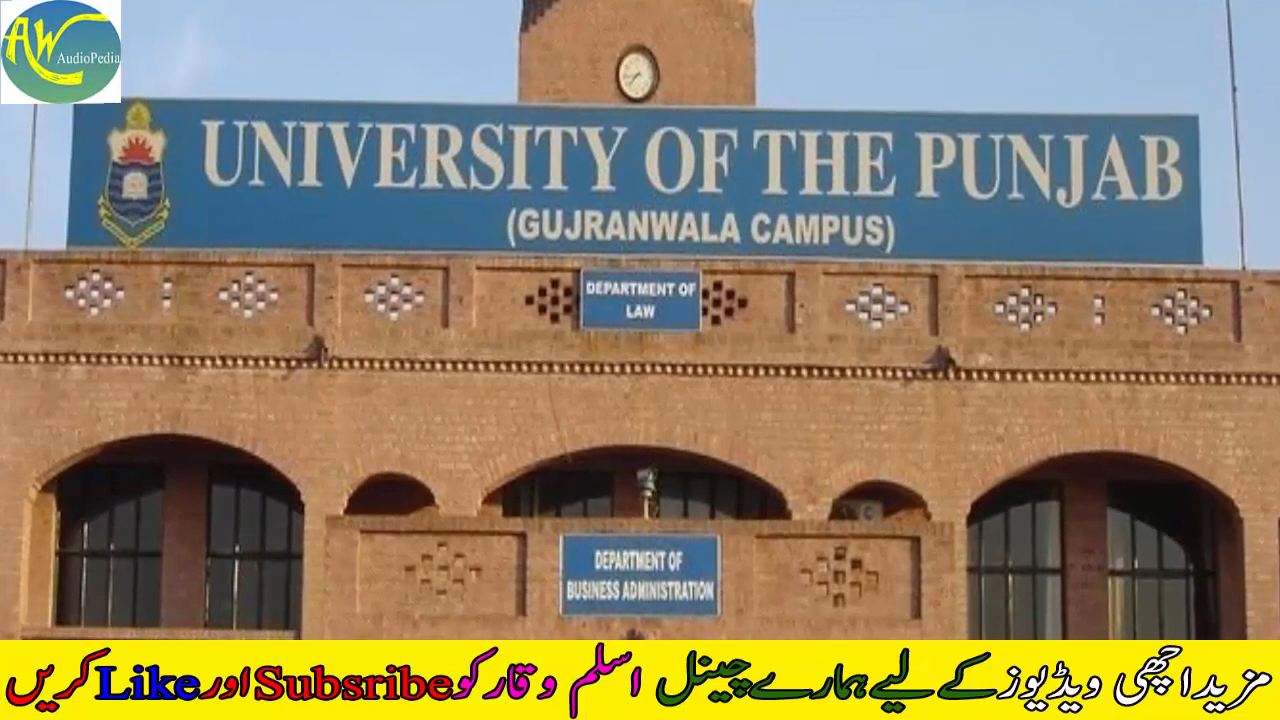 AW
AudioPedia
UNIVERSITY OF THE PUNJAB
(GUJRANWALA CAMPUS)
DEPARTMENT OF
LAW
DEPARTMENT OF
BUSINESS ADMINISTRATION
مزید اچھی ویڈیوز کے لیے ہمارے چینل اسلم وقار کو Subsribe اور Like کریں